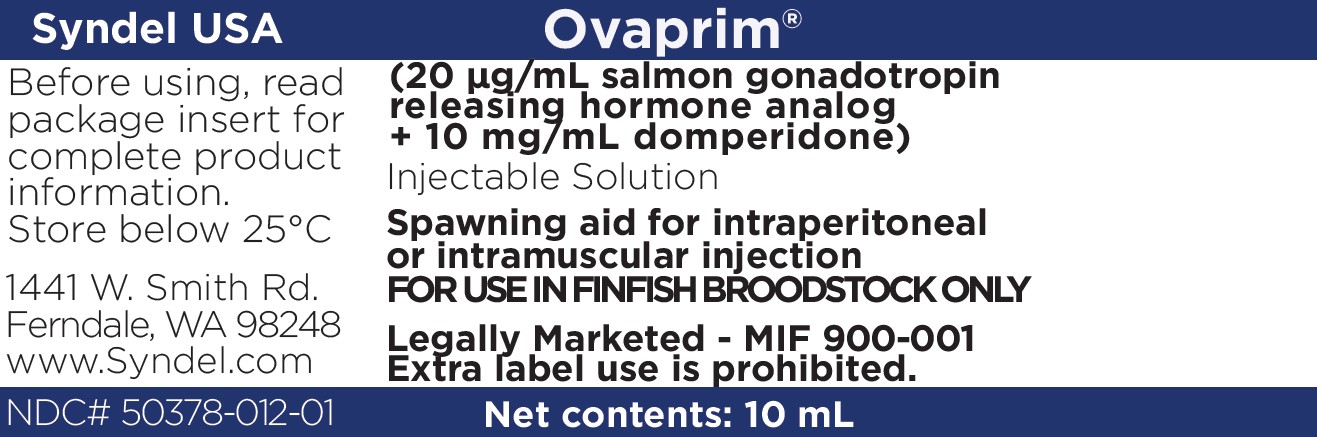 Syndel USA
Before using, read
package insert for
complete product
information.
Store below 25°C
1441 W. Smith Rd.
Ferndale, WA 98248
www.Syndel.com
NDC# 50378-012-01
Ovaprim®
(20 µg/mL salmon gonadotropin
releasing hormone analog
+ 10 mg/mL domperidone)
Injectable Solution
Spawning aid for intraperitoneal
or intramuscular injection
FOR USE IN FINFISH BROODSTOCK ONLY
Legally Marketed - MIF 900-001
Extra label use is prohibited.
Net contents: 10 mL